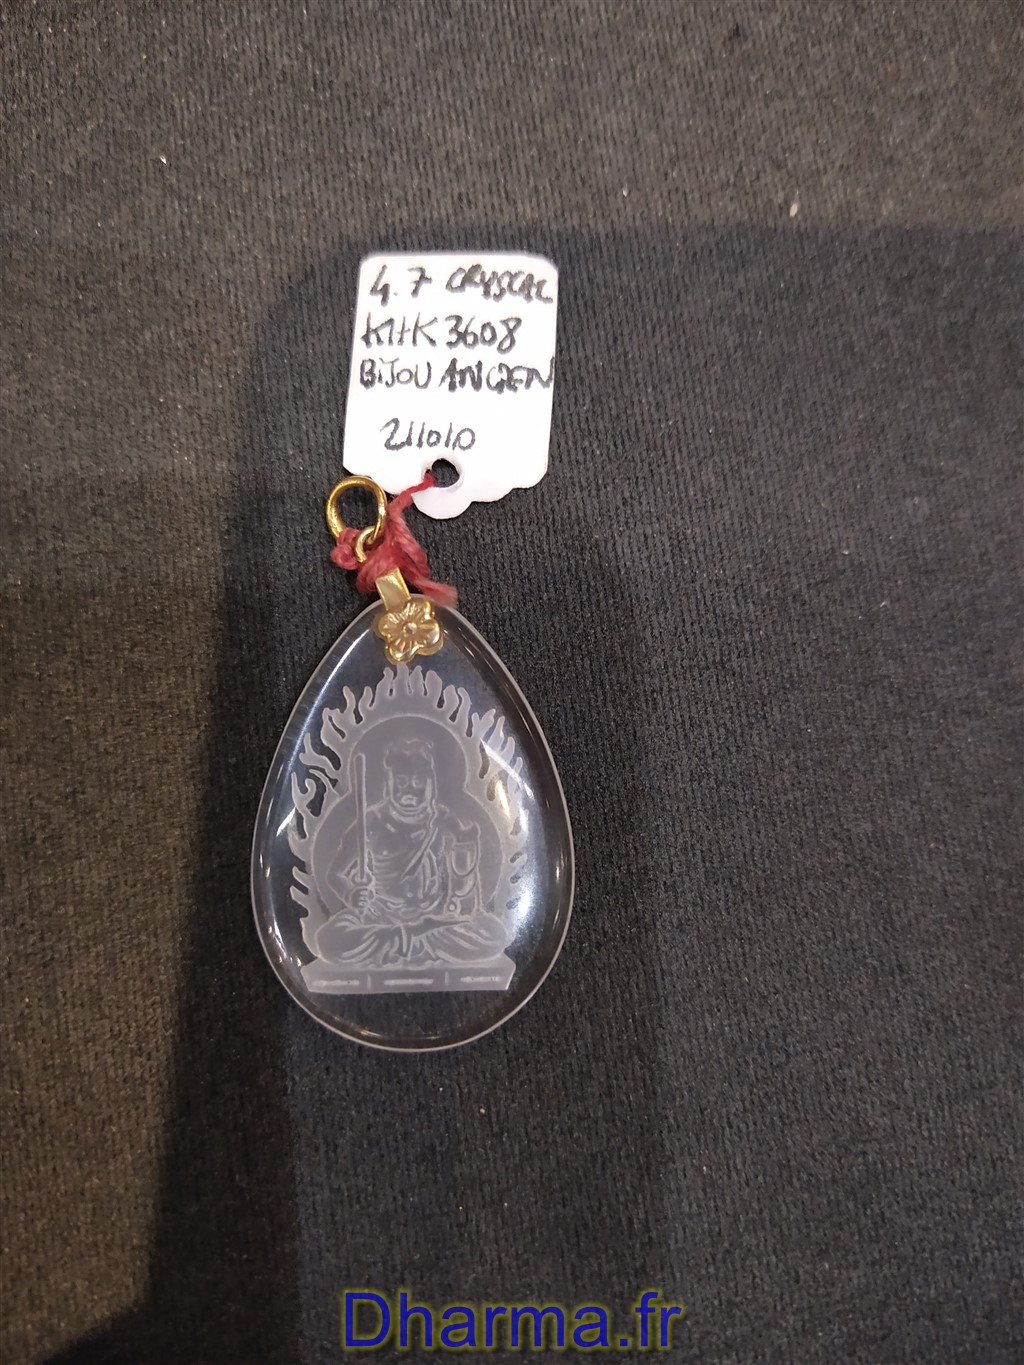 4.7 CRYSTAL
KHK 3608
BIJOU ANCIEN
211010
Dharma.fr